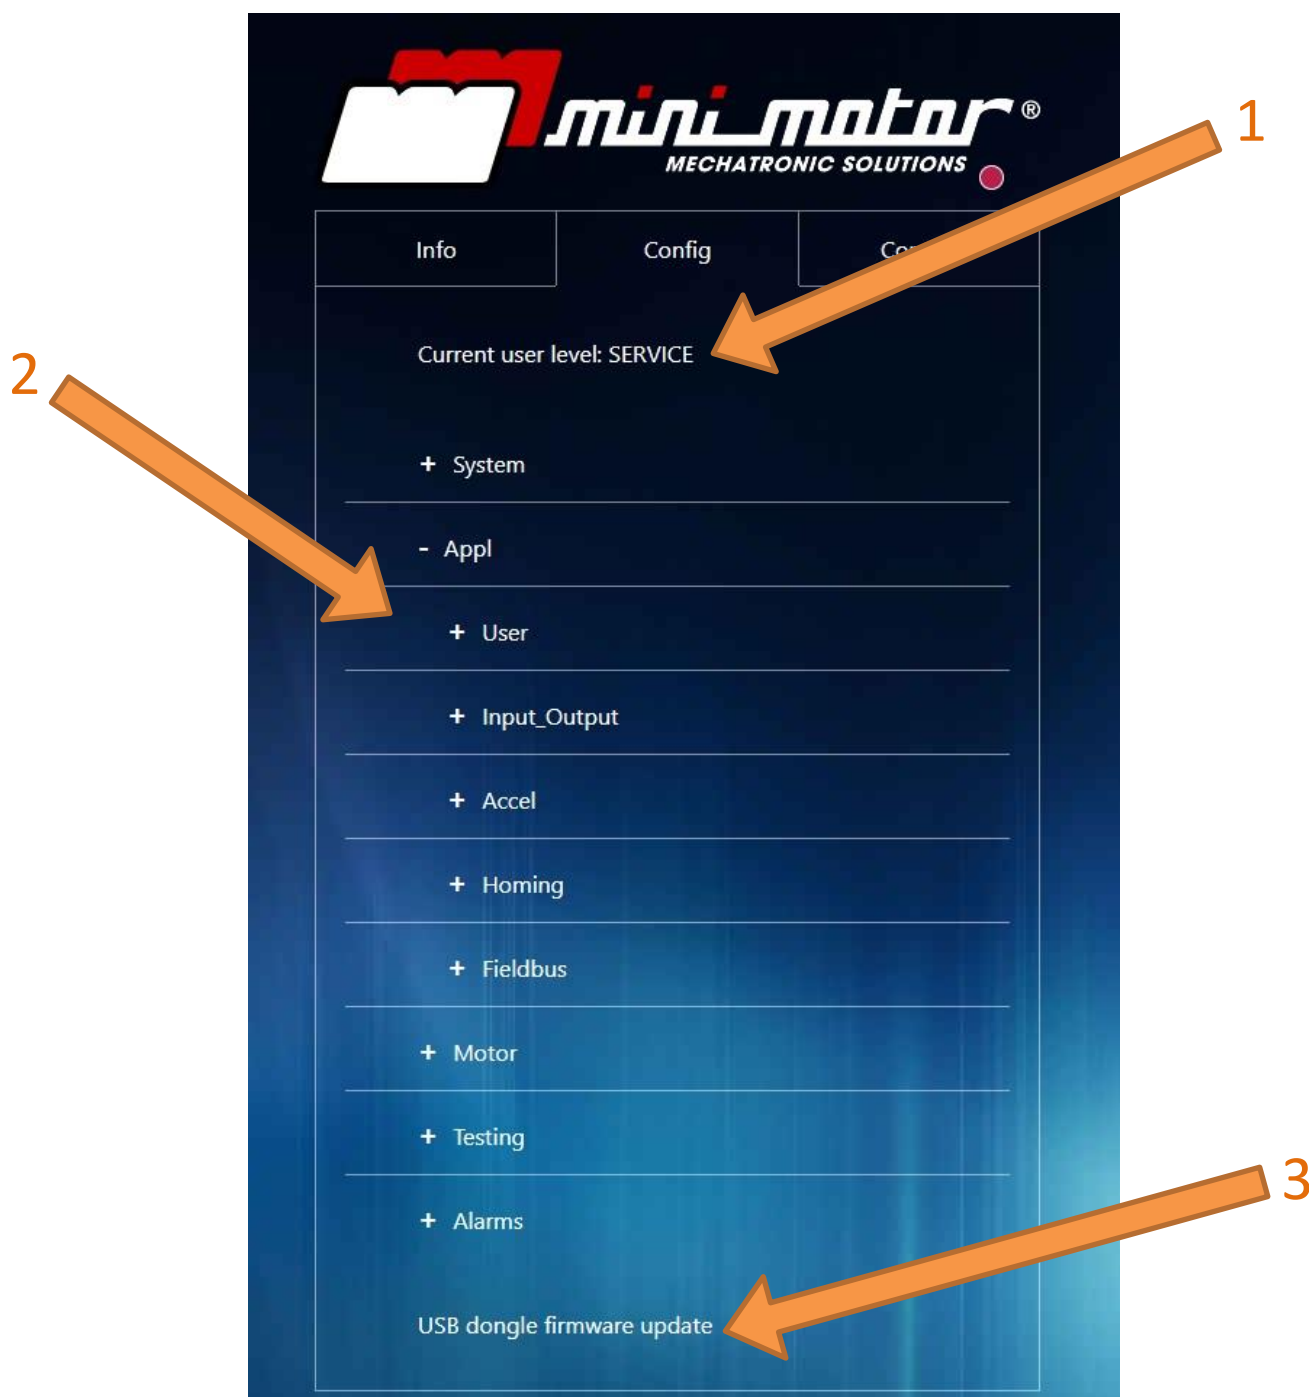 mini motor®
MECHATRONIC SOLUTIONS
1
Info Config
2
Current user level: SERVICE
+ System
- Appl
+ User
+ Input_Output
+ Accel
+ Homing
+ Fieldbus
+ Motor
+ Testing
3
+ Alarms
USB dongle firmware update